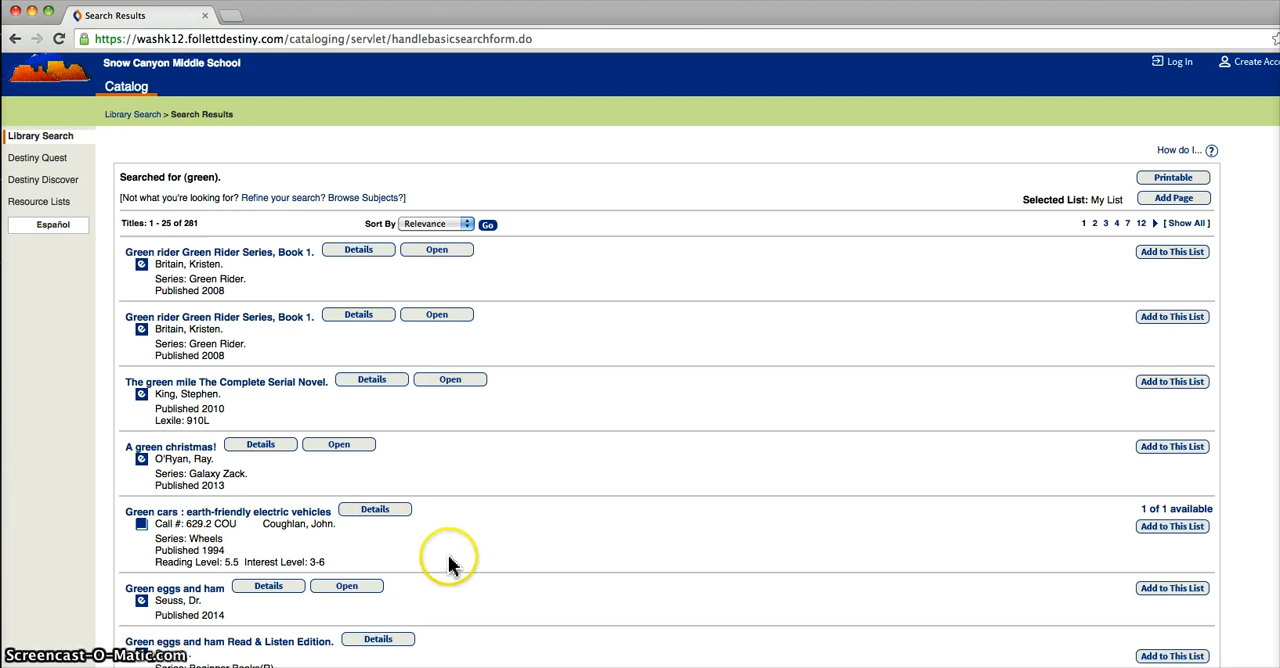 Search Results
https://washk12.follettdestiny.com/cataloging/servlet/handlebasicsearchform.do
Snow Canyon Middle School
Log In
Create Acc
Catalog
Library Search > Search Results
Library Search
Destiny Quest
Destiny Discover
Resource Lists
Español
How do I... ?
Searched for (green).
Printable
[Not what you're looking for? Refine your search? Browse Subjects?]
Selected List: My List
Add Page
Titles: 1 - 25 of 281
Sort By Relevance Go
1 2 3 4 7 12 [ Show All ]
Green rider Green Rider Series, Book 1. Details Open
Add to This List
Britain, Kristen.
Series: Green Rider.
Published 2008
Green rider Green Rider Series, Book 1. Details Open
Add to This List
Britain, Kristen.
Series: Green Rider.
Published 2008
The green mile The Complete Serial Novel. Details Open
Add to This List
King, Stephen.
Published 2010
Lexile: 910L
A green christmas! Details Open
Add to This List
O'Ryan, Ray.
Series: Galaxy Zack.
Published 2013
Green cars : earth-friendly electric vehicles Details
1 of 1 available
Call #: 629.2 COU Coughlan, John.
Add to This List
Series: Wheels
Published 1994
Reading Level: 5.5 Interest Level: 3-6
Green eggs and ham Details Open
Add to This List
Seuss, Dr.
Published 2014
Green eggs and ham Read & Listen Edition. Details
Add to This List
Screencast-O-Matic.com